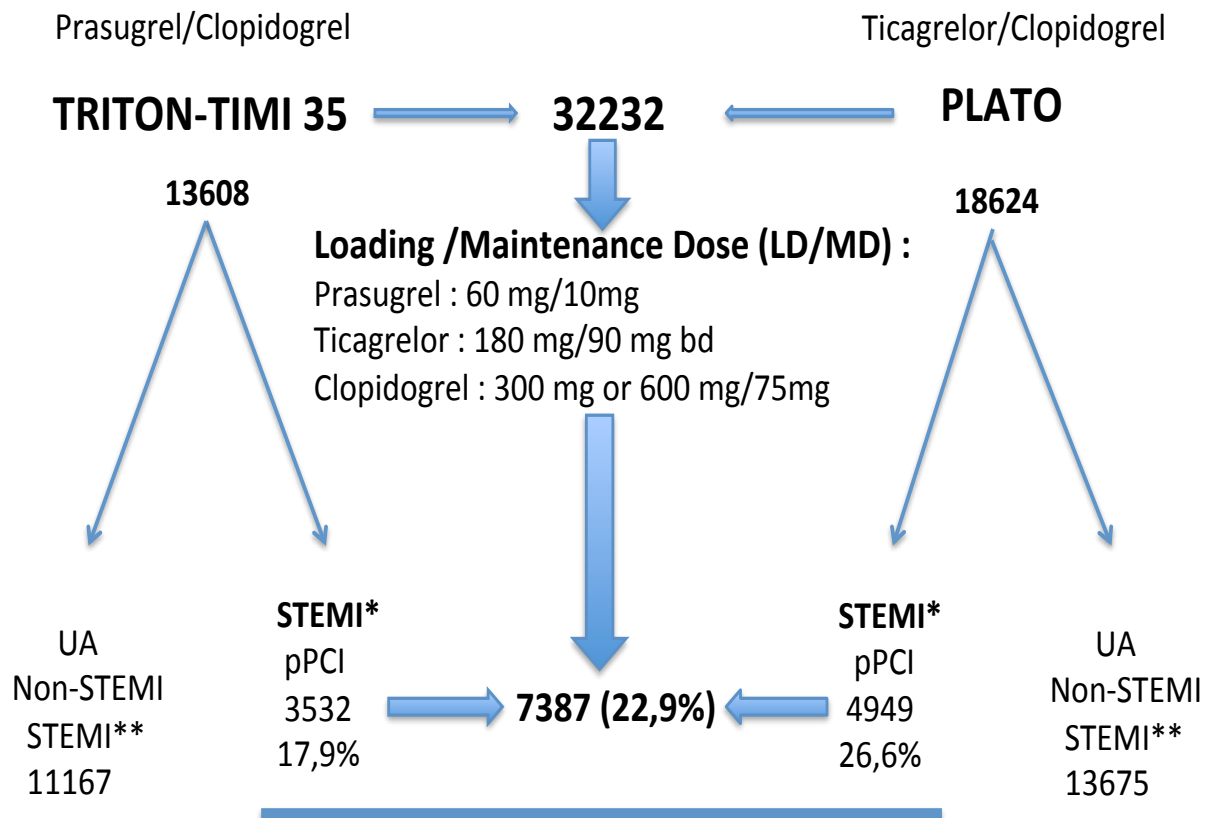 Prasugrel/Clopidogrel
Ticagrelor/Clopidogrel
TRITON-TIMI 35
32232
PLATO
13608
18624
Loading /Maintenance Dose (LD/MD) :
Prasugrel : 60 mg/10mg
Ticagrelor : 180 mg/90 mg bd
Clopidogrel : 300 mg or 600 mg/75mg
UA
Non-STEMI
STEMI**
11167
STEMI*
pPCI
3532
17,9%
7387 (22,9%)
STEMI*
pPCI
4949
26,6%
UA
Non-STEMI
STEMI**
13675